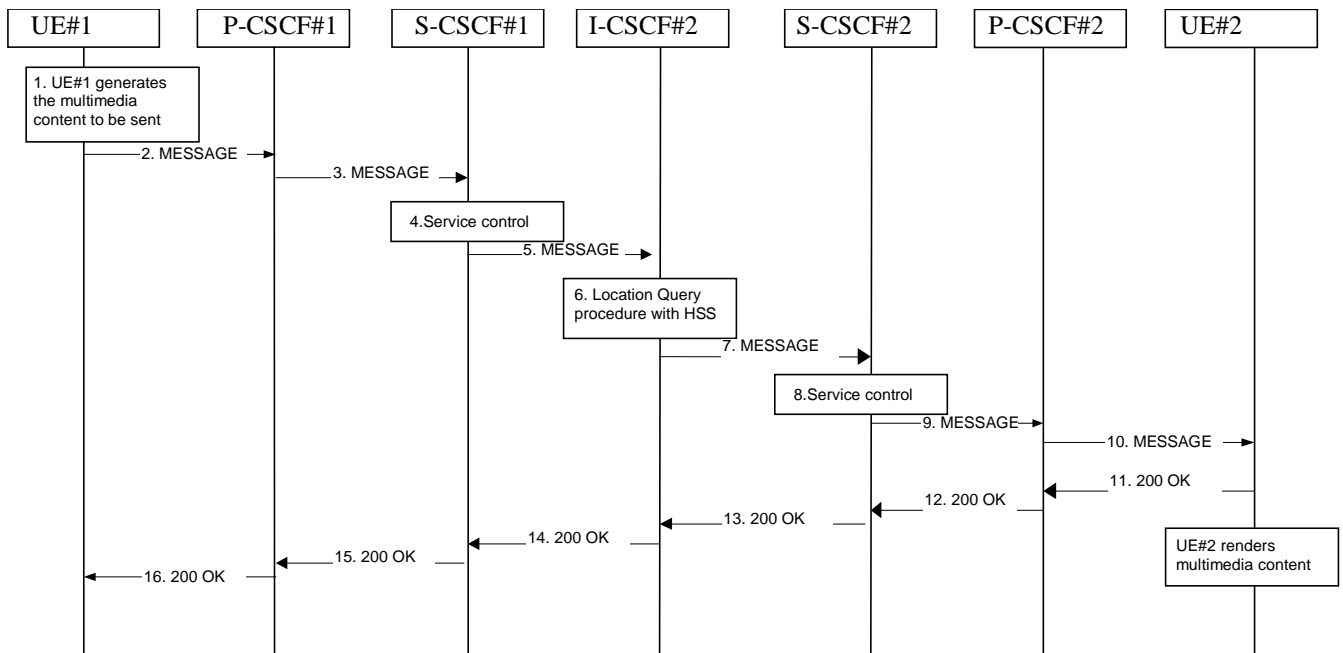 UE#1
P-CSCF#1
S-CSCF#1
I-CSCF#2
S-CSCF#2
P-CSCF#2
UE#2
1. UE#1 generates
the multimedia
content to be sent
2. MESSAGE
3. MESSAGE
4.Service control
5. MESSAGE
6. Location Query
procedure with HSS
7. MESSAGE
8.Service control
9. MESSAGE
10. MESSAGE
11. 200 OK
12. 200 OK
13. 200 OK
14. 200 OK
15. 200 OK
16. 200 OK
UE#2 renders
multimedia content